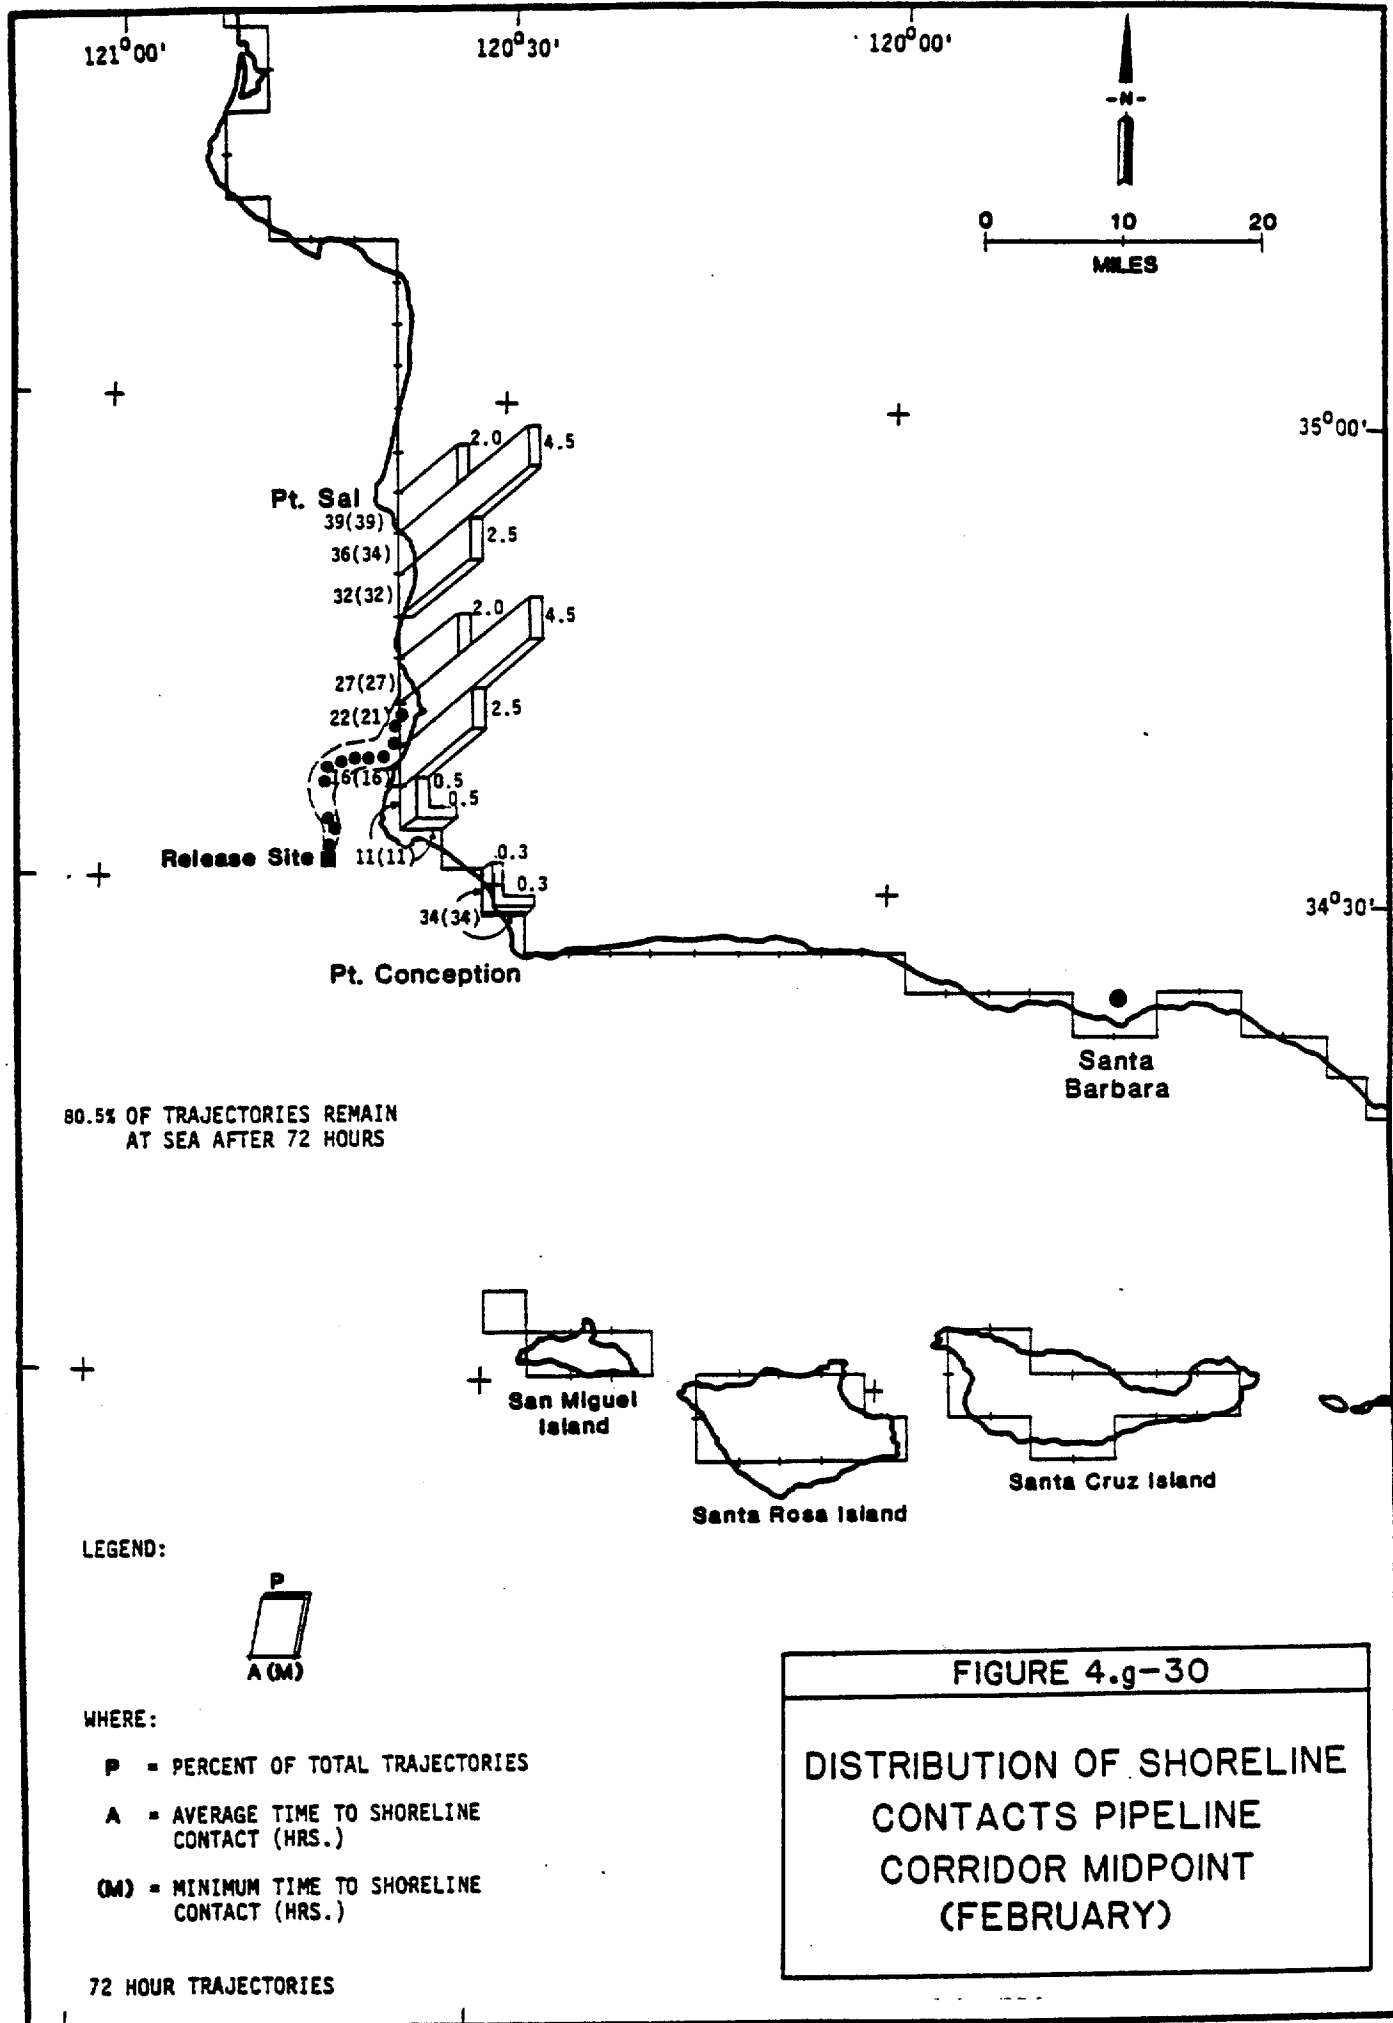 121°00'
120°30'
120°00'
-N-
0 10 20
MILES
35°00'
2.0
4.5
Pt. Sal
39(39)
36(34)
2.5
32(32)
2.0
4.5
27(27)
22(21)
2.5
16(16)
0.5
0.5
Release Site
11(11)
0.3
0.3
34(34)
34°30'
Pt. Conception
Santa
Barbara
80.5% OF TRAJECTORIES REMAIN
AT SEA AFTER 72 HOURS
San Miguel
Island
Santa Rosa Island
Santa Cruz Island
LEGEND:
P
A (M)
WHERE:
P = PERCENT OF TOTAL TRAJECTORIES
A = AVERAGE TIME TO SHORELINE
CONTACT (HRS.)
(M) = MINIMUM TIME TO SHORELINE
CONTACT (HRS.)
72 HOUR TRAJECTORIES
FIGURE 4.g-30
DISTRIBUTION OF SHORELINE
CONTACTS PIPELINE
CORRIDOR MIDPOINT
(FEBRUARY)